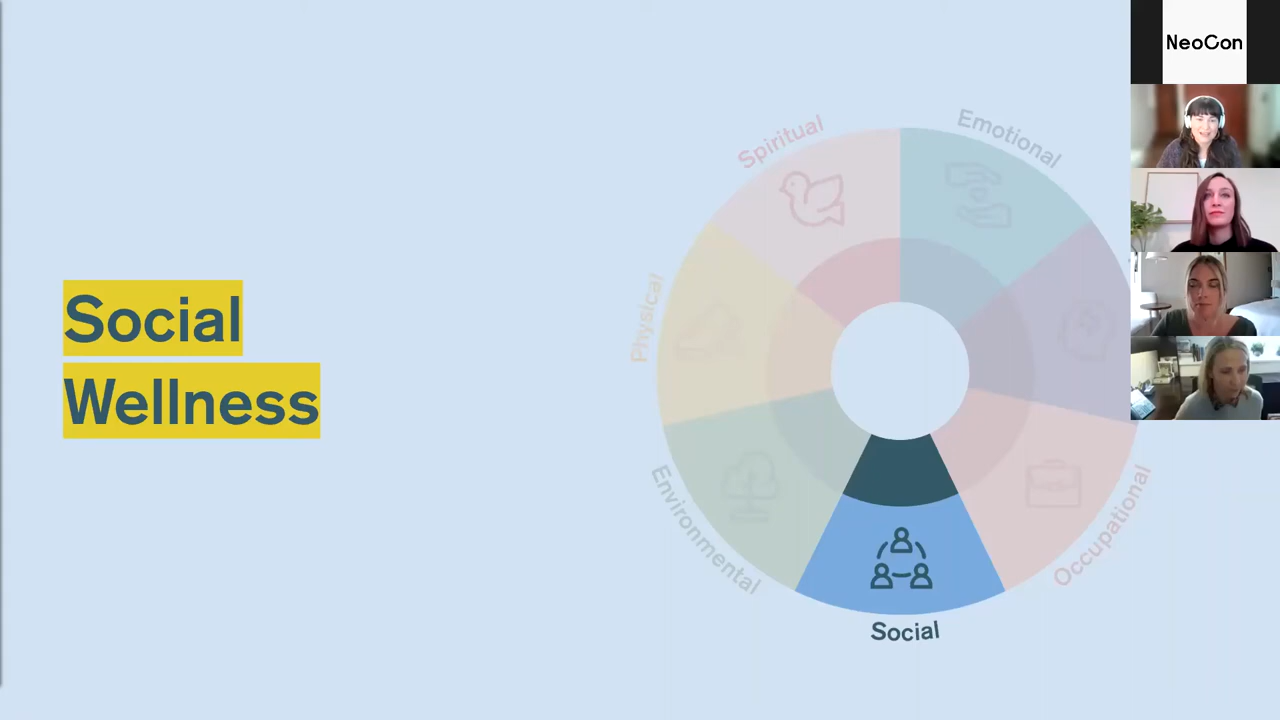 NeoCon
Spiritual
Emotional
Physical
Social
Wellness
Environmental
Occupational
Social